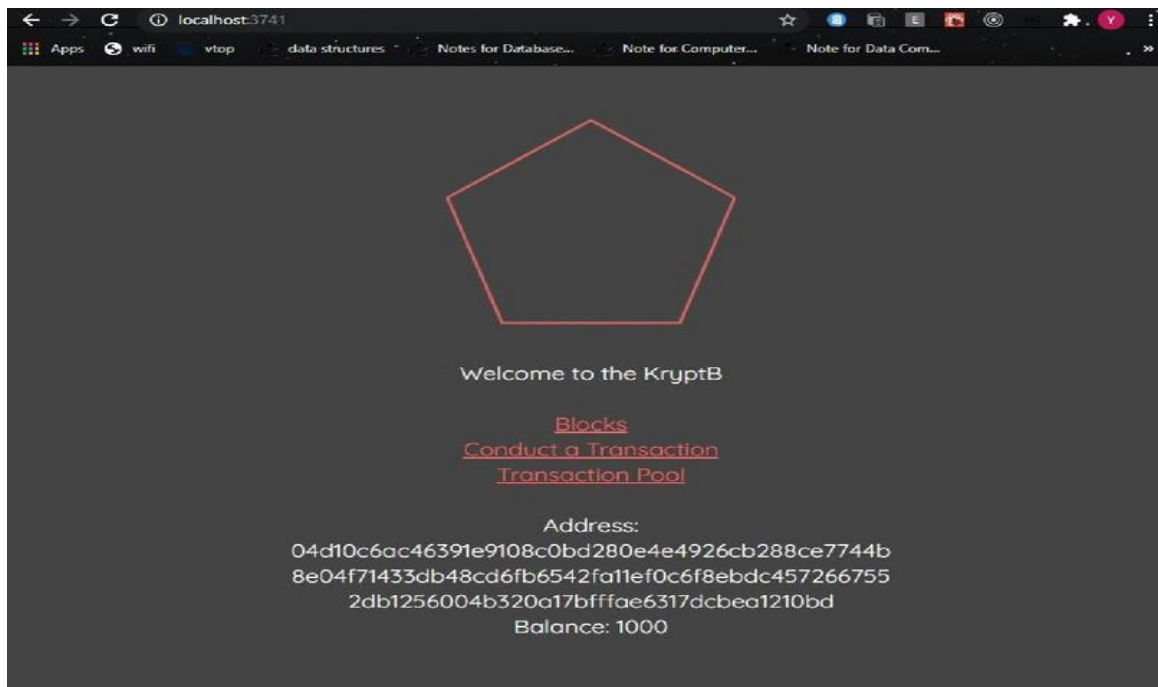 localhost:3741
E
Y
Apps wifi vtop data structures Notes for Database... Note for Computer... Note for Data Com... »
Welcome to the KryptB
Blocks
Conduct a Transaction
Transaction Pool
Address:
04d10c6ac46391e9108c0bd280e4e4926cb288ce7744b
8e04f71433db48cd6fb6542fa11ef0c6f8ebdc457266755
2db1256004b320a17bfffae6317dcbea1210bd
Balance: 1000